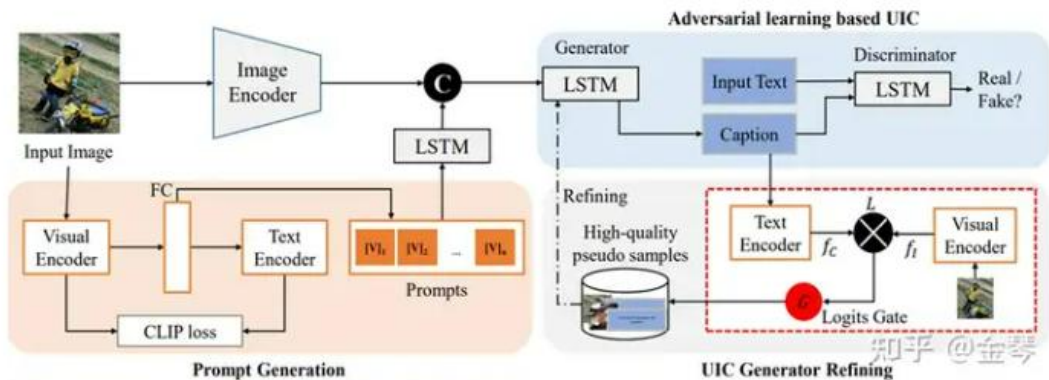 Adversarial learning based UIC
Image
Encoder
C
Generator
LSTM
Input Text
Discriminator
LSTM
Real /
Fake?
Caption
LSTM
Input Image
FC
Visual
Encoder
Text
Encoder
[V]₁
[V]₂
...
[V]ₙ
Prompts
CLIP loss
Prompt Generation
Refining
High-quality
pseudo samples
Text
Encoder
f_C
L
f_I
Visual
Encoder
G
Logits Gate
UIC Generator Refining
知乎 @金琴